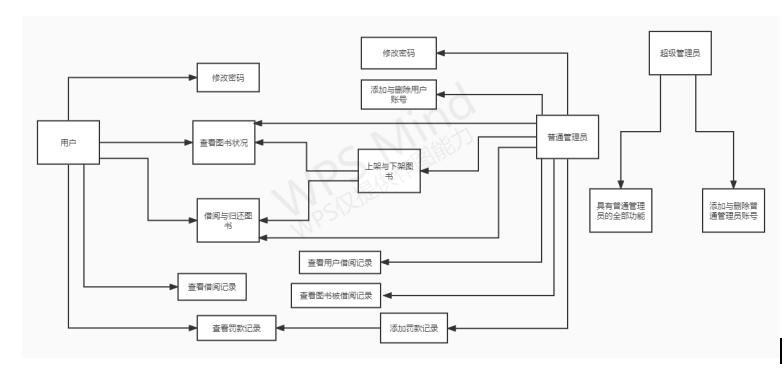 修改密码
超级管理员
修改密码
添加与删除用户
账号
用户
查看图书状况
普通管理员
上架与下架图
书
借阅与归还图
书
具有普通管理
员的全部功能
添加与删除普
通管理员账号
查看用户借阅记录
查看借阅记录
查看图书被借阅记录
查看罚款记录
添加罚款记录
WPS Mind